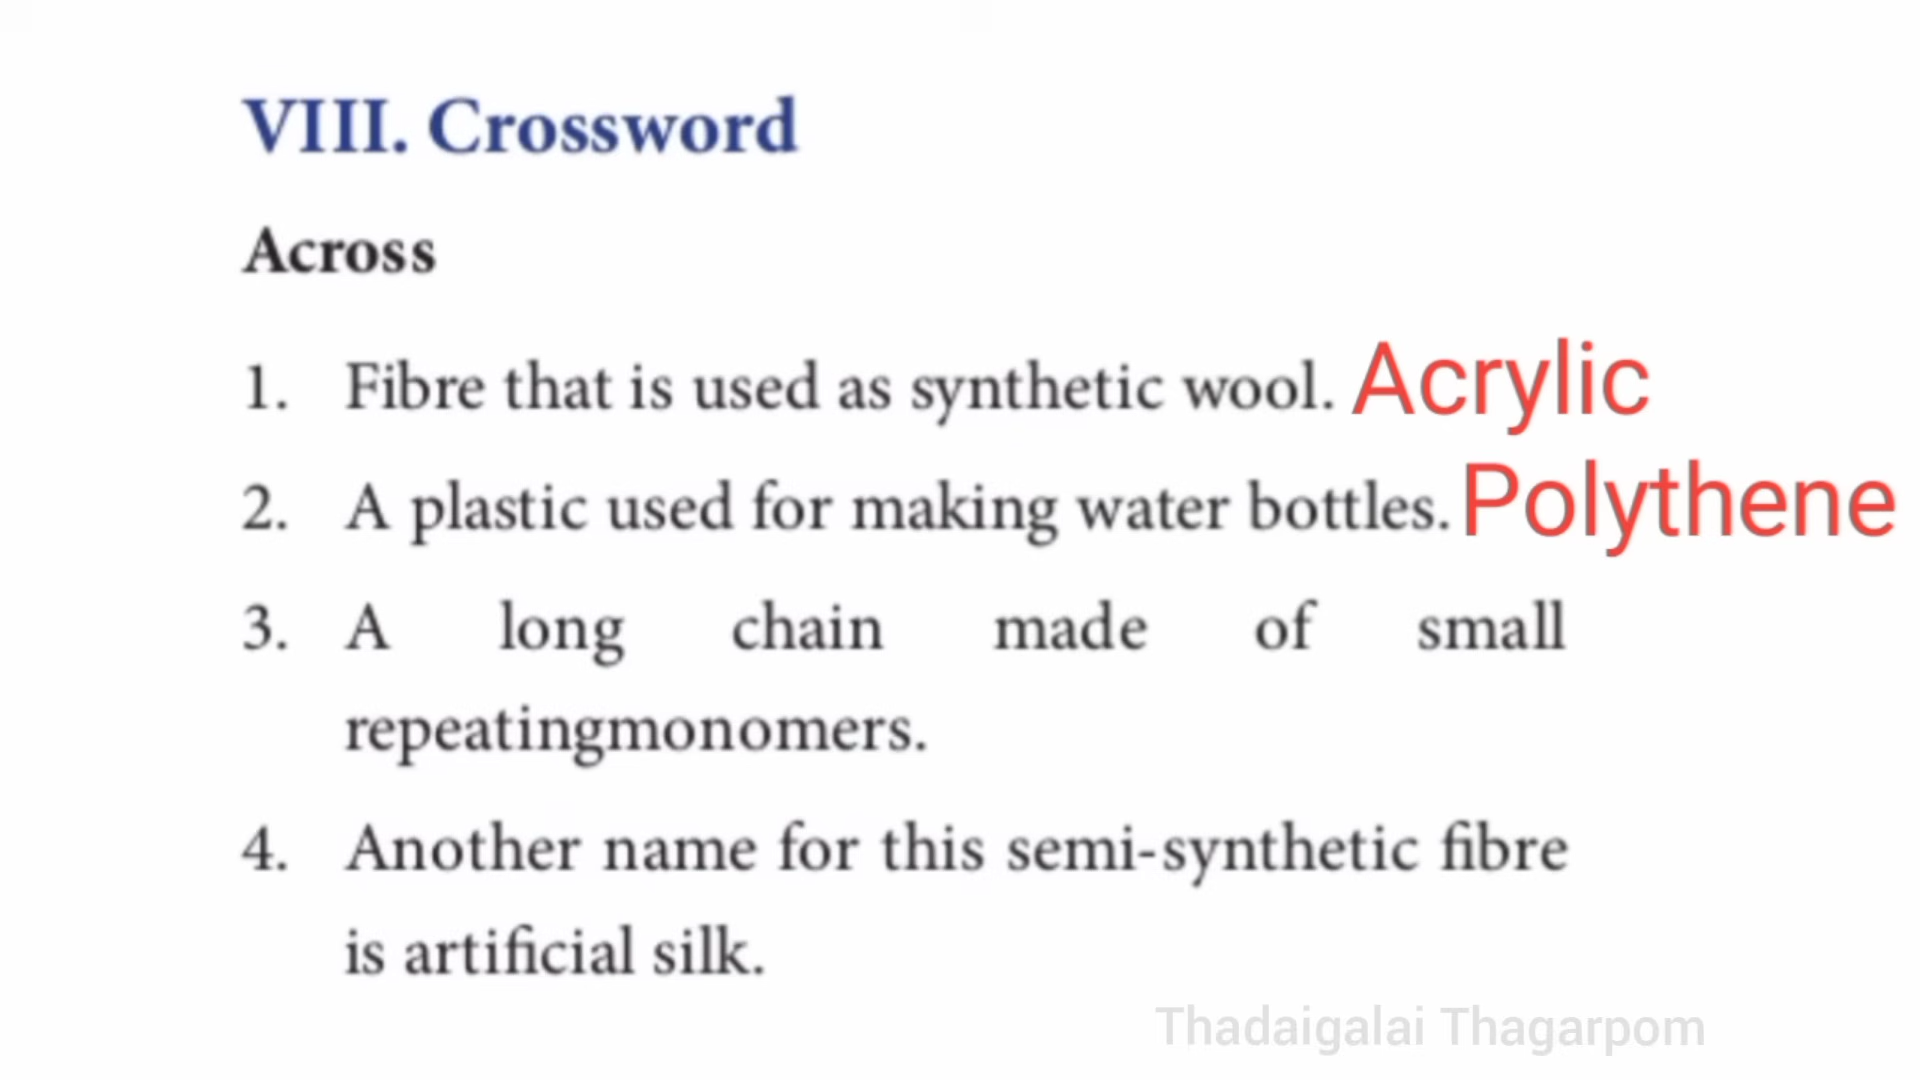 VIII. Crossword
Across
1. Fibre that is used as synthetic wool. Acrylic
2. A plastic used for making water bottles. Polythene
3. A long chain made of small
repeatingmonomers.
4. Another name for this semi-synthetic fibre
is artificial silk.
Thadaigalai Thagarpom